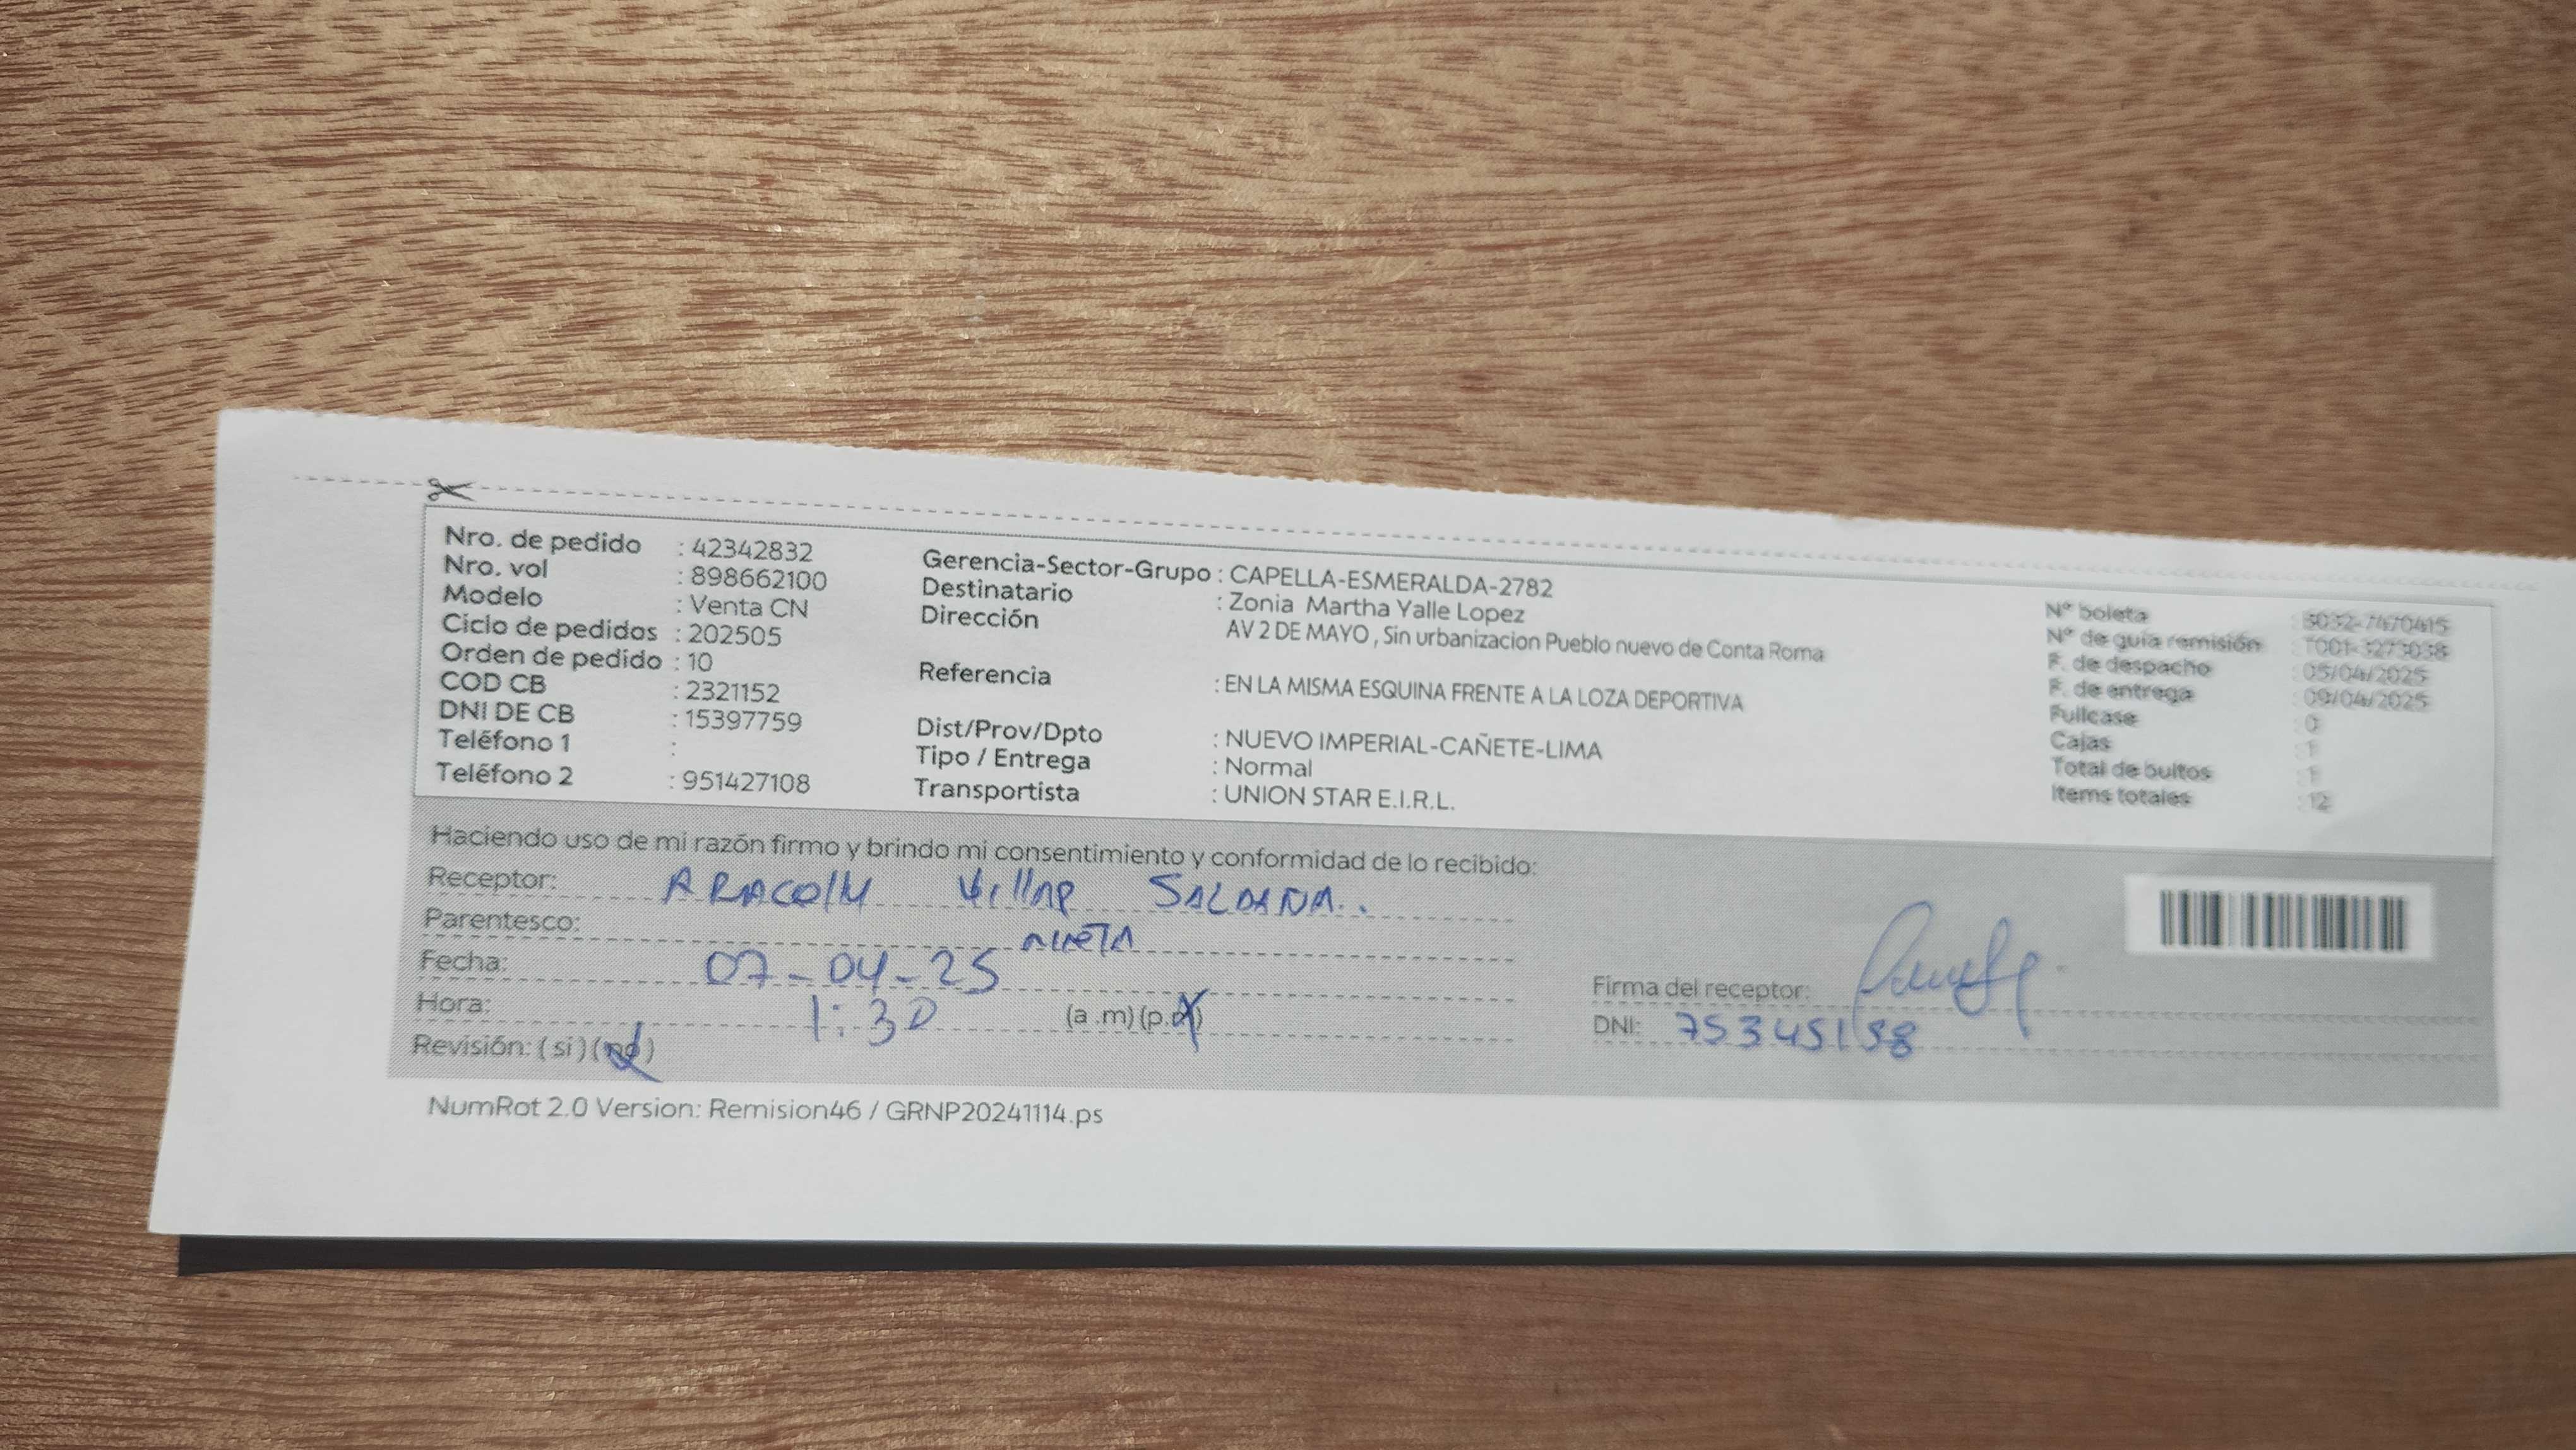 Nro. de pedido : 42342832
Nro. vol : 898662100
Modelo : Venta CN
Ciclo de pedidos : 202505
Orden de pedido : 10
COD CB : 2321152
DNI DE CB : 15397759
Teléfono 1 :
Teléfono 2 : 951427108
Gerencia-Sector-Grupo : CAPELLA-ESMERALDA-2782
Destinatario : Zonia Martha Yalle Lopez
Dirección AV 2 DE MAYO , Sin urbanizacion Pueblo nuevo de Conta Roma
Referencia : EN LA MISMA ESQUINA FRENTE A LA LOZA DEPORTIVA
Dist/Prov/Dpto : NUEVO IMPERIAL-CAÑETE-LIMA
Tipo / Entrega : Normal
Transportista : UNION STAR E.I.R.L.
N° boleta
N° de guía remisión : T001-3273038
F. de despacho : 05/04/2025
F. de entrega : 09/04/2025
Fullcase : 0
Cajas : 1
Total de bultos : 1
Items totales : 12
Haciendo uso de mi razón firmo y brindo mi consentimiento y conformidad de lo recibido:
Receptor: SALDAÑA..
Parentesco: NIETA
Fecha: 07-04-25
Hora: 1:30 (a .m) (p.m)
Revisión: ( si ) ( no )
Firma del receptor:
DNI: 75345198
NumRot 2.0 Version: Remision46 / GRNP20241114.ps